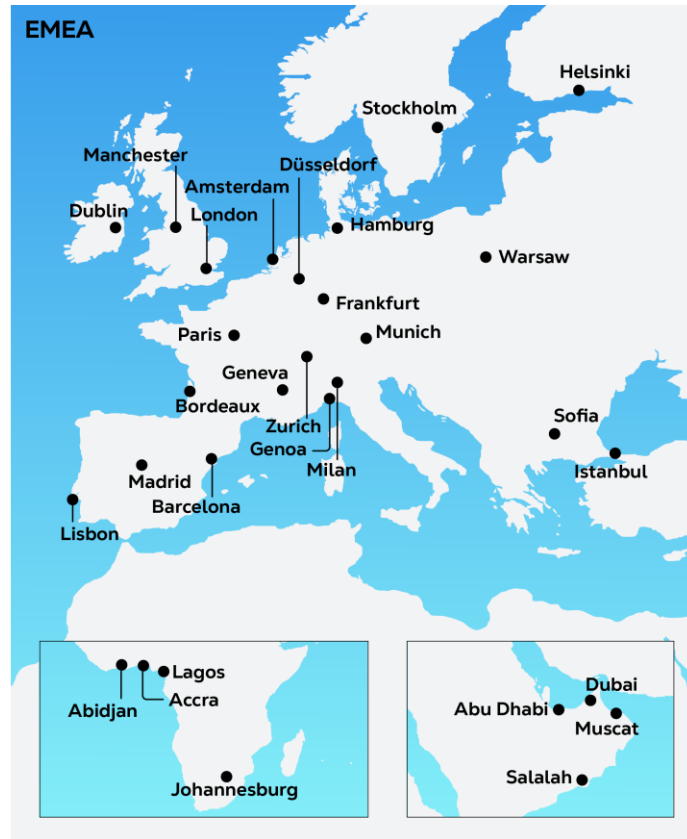 EMEA
Helsinki
Stockholm
Manchester
Düsseldorf
Amsterdam
Dublin
London
Hamburg
Warsaw
Frankfurt
Paris
Munich
Geneva
Bordeaux
Zurich
Sofia
Genoa
Milan
Istanbul
Madrid
Barcelona
Lisbon
Lagos
Accra
Abidjan
Johannesburg
Dubai
Abu Dhabi
Muscat
Salalah